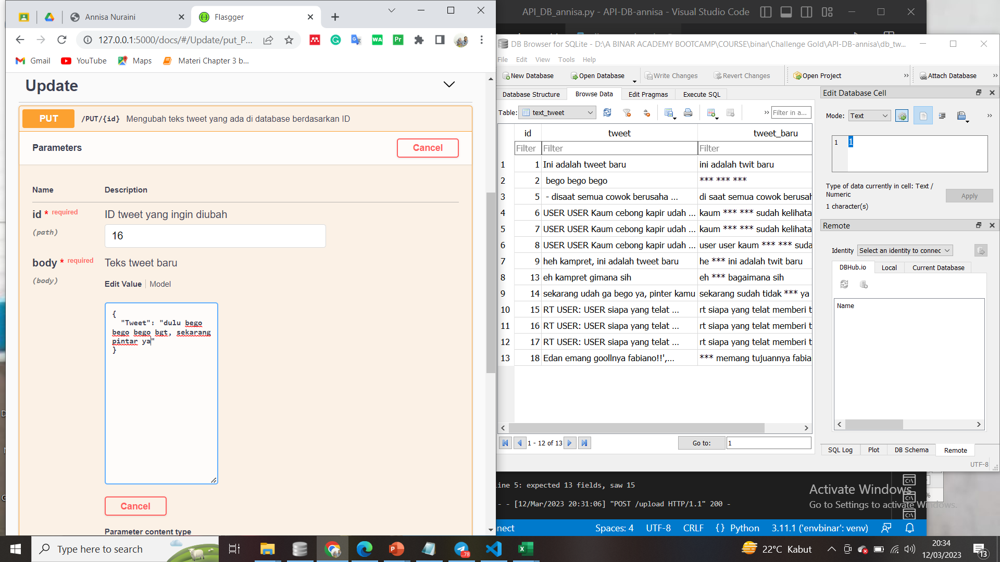 Annisa Nuraini
Flasgger
127.0.0.1:5000/docs/#/Update/put_P...
Gmail
YouTube
Maps
Materi Chapter 3 b...
Update
PUT /PUT/{id} Mengubah teks tweet yang ada di database berdasarkan ID
Parameters
Cancel
Name Description
id * required
(path)
ID tweet yang ingin diubah
16
body * required
(body)
Teks tweet baru
Edit Value Model
{
"Tweet": "dulu bego
bego bego bgt, sekarang
pintar ya"
}
Cancel
Parameter content type
API_DB_annisa.py - API-DB-annisa - Visual Studio Code
DB Browser for SQLite - D:\A BINAR ACADEMY BOOTCAMP\COURSE\binar\Challenge Gold\API-DB-annisa\db_tw...
File Edit View Tools Help
New Database Open Database Write Changes Revert Changes Open Project Attach Database
Database Structure Browse Data Edit Pragmas Execute SQL
Table: text_tweet Filter in a...
id tweet tweet_baru
Filter Filter Filter
1 1 Ini adalah tweet baru ini adalah twit baru
2 2 bego bego bego *** *** ***
3 5 - disaat semua cowok berusaha ... di saat semua cowok berusah
4 6 USER USER Kaum cebong kapir udah ... kaum *** *** sudah kelihata
5 7 USER USER Kaum cebong kapir udah ... kaum *** *** sudah kelihata
6 8 USER USER Kaum cebong kapir udah ... user user kaum *** *** suda
7 9 heh kampret, ini adalah tweet baru he *** ini adalah twit baru
8 13 eh kampret gimana sih eh *** bagaimana sih
9 14 sekarang udah ga bego ya, pinter kamu sekarang sudah tidak *** ya
10 15 RT USER: USER siapa yang telat ... rt siapa yang telat memberi t
11 16 RT USER: USER siapa yang telat ... rt siapa yang telat memberi t
12 17 RT USER: USER siapa yang telat ... rt siapa yang telat memberi t
13 18 Edan emang goollnya fabiano!!',... *** memang tujuannya fabia
1 - 12 of 13 Go to: 1
Edit Database Cell
Mode: Text
1 1
Type of data currently in cell: Text /
Numeric
1 character(s)
Apply
Remote
Identity Select an identity to connec
DBHub.io Local Current Database
Name
SQL Log Plot DB Schema Remote
UTF-8
ine 5: expected 13 fields, saw 15
- - [12/Mar/2023 20:31:06] "POST /upload HTTP/1.1" 200 -
Activate Windows
Go to Settings to activate Windows.
nect Spaces: 4 UTF-8 CRLF {} Python 3.11.1 ('envbinar': venv)
Type here to search
..78
22°C Kabut
20:34
12/03/2023
13